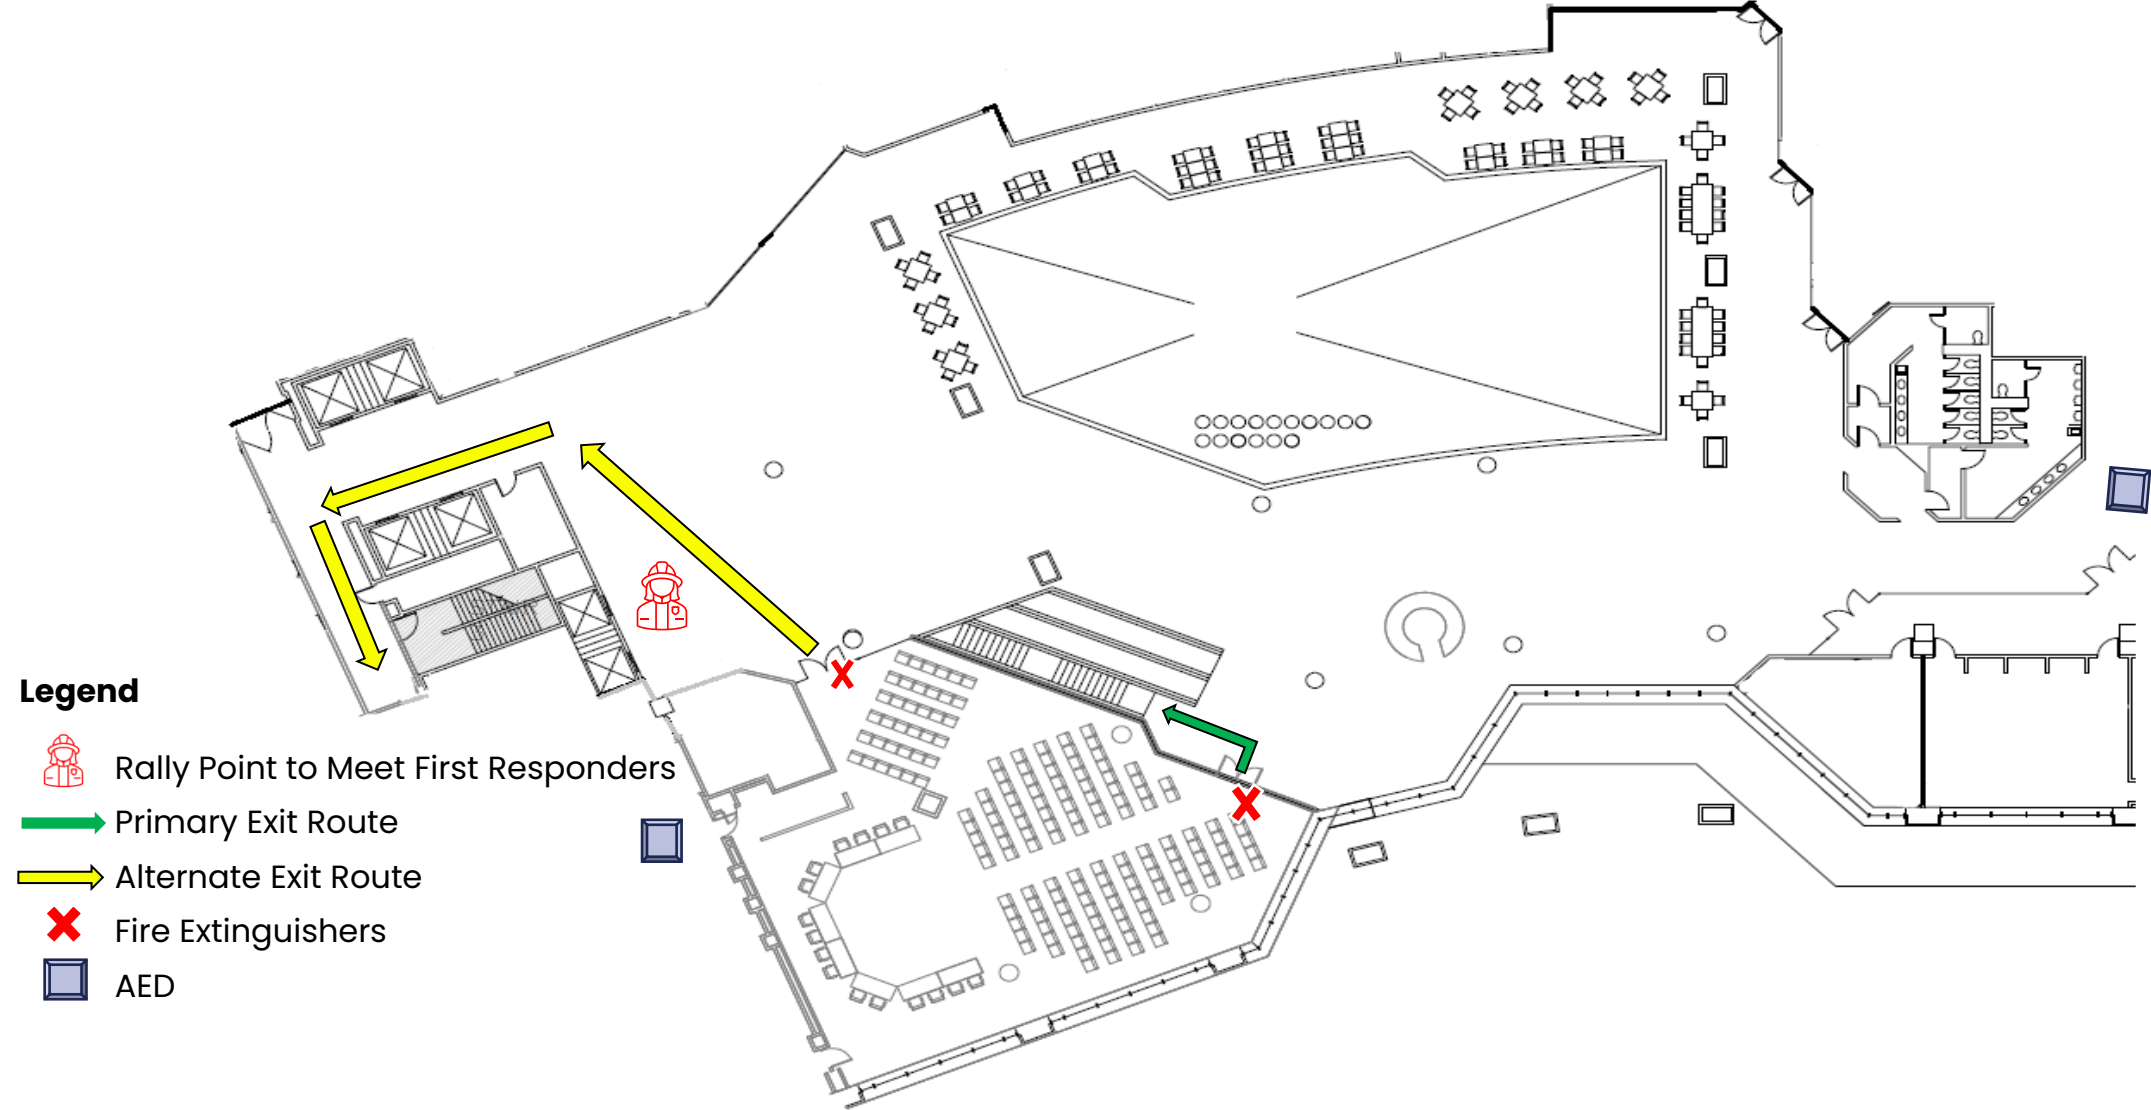 Legend
Rally Point to Meet First Responders
Primary Exit Route
Alternate Exit Route
Fire Extinguishers
AED